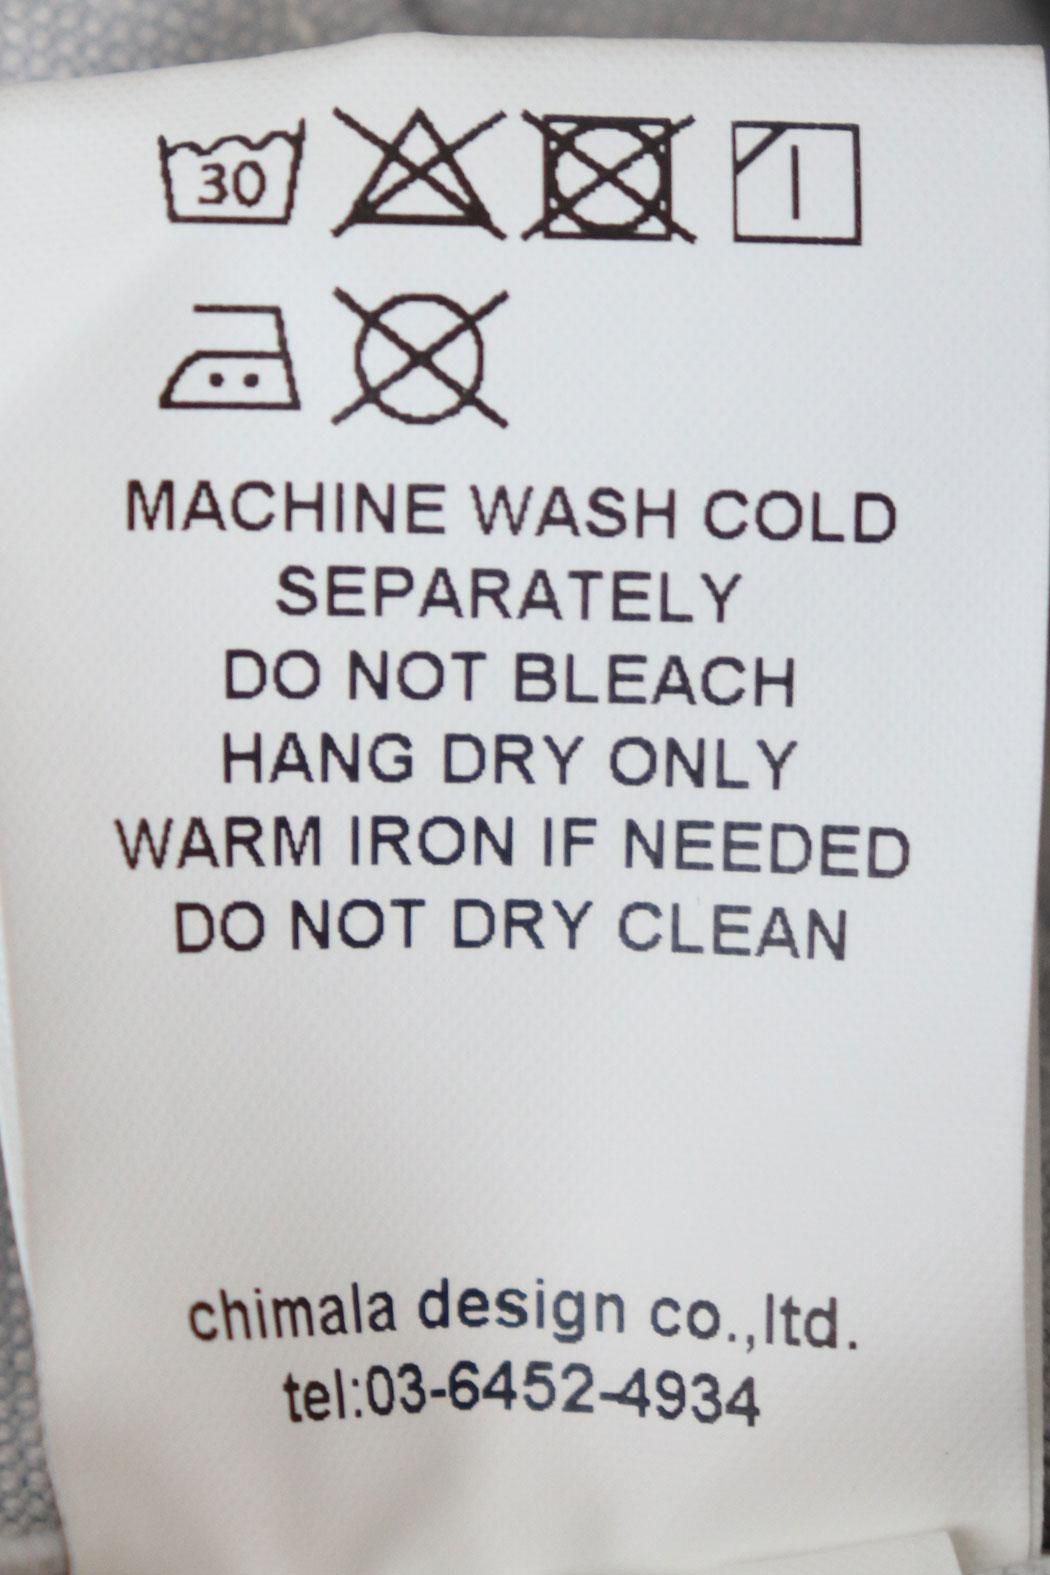 30
MACHINE WASH COLD
SEPARATELY
DO NOT BLEACH
HANG DRY ONLY
WARM IRON IF NEEDED
DO NOT DRY CLEAN
chimala design co.,ltd.
tel:03-6452-4934